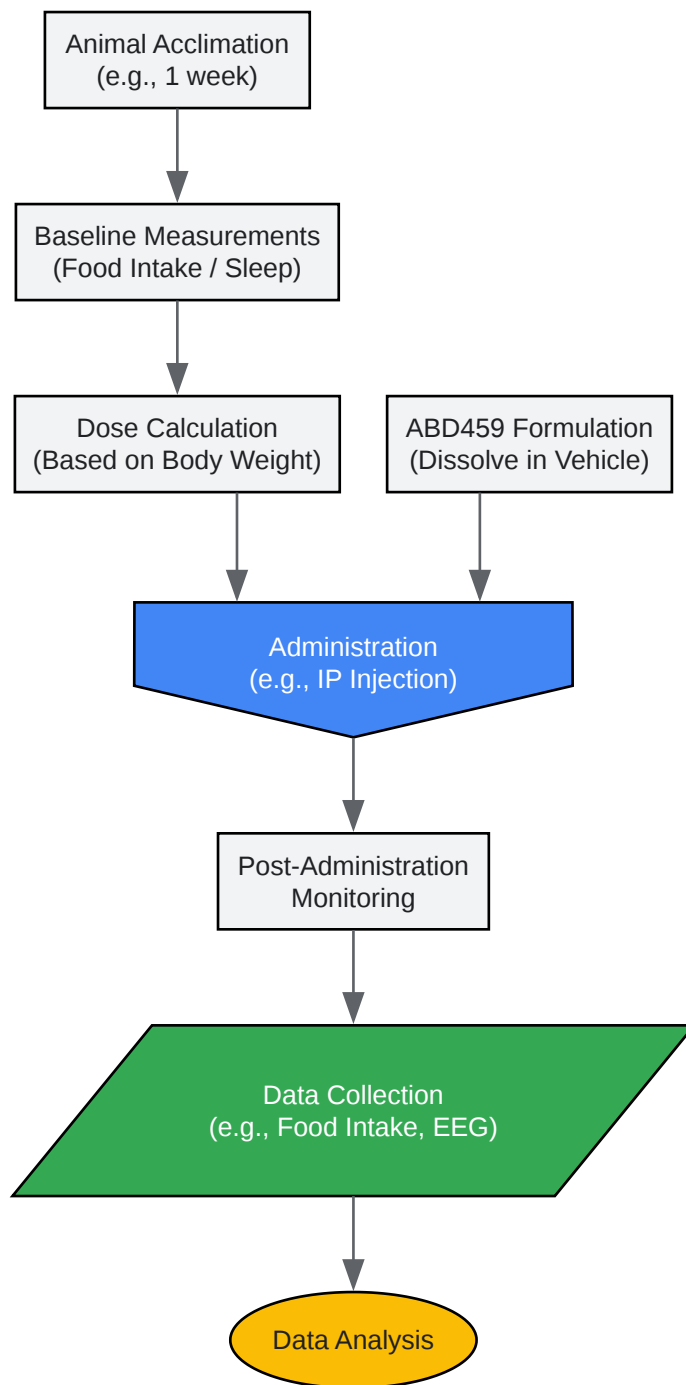 Animal Acclimation
(e.g., 1 week)
Baseline Measurements
(Food Intake / Sleep)
Dose Calculation
(Based on Body Weight)
ABD459 Formulation
(Dissolve in Vehicle)
Administration
(e.g., IP Injection)
Post-Administration
Monitoring
Data Collection
(e.g., Food Intake, EEG)
Data Analysis